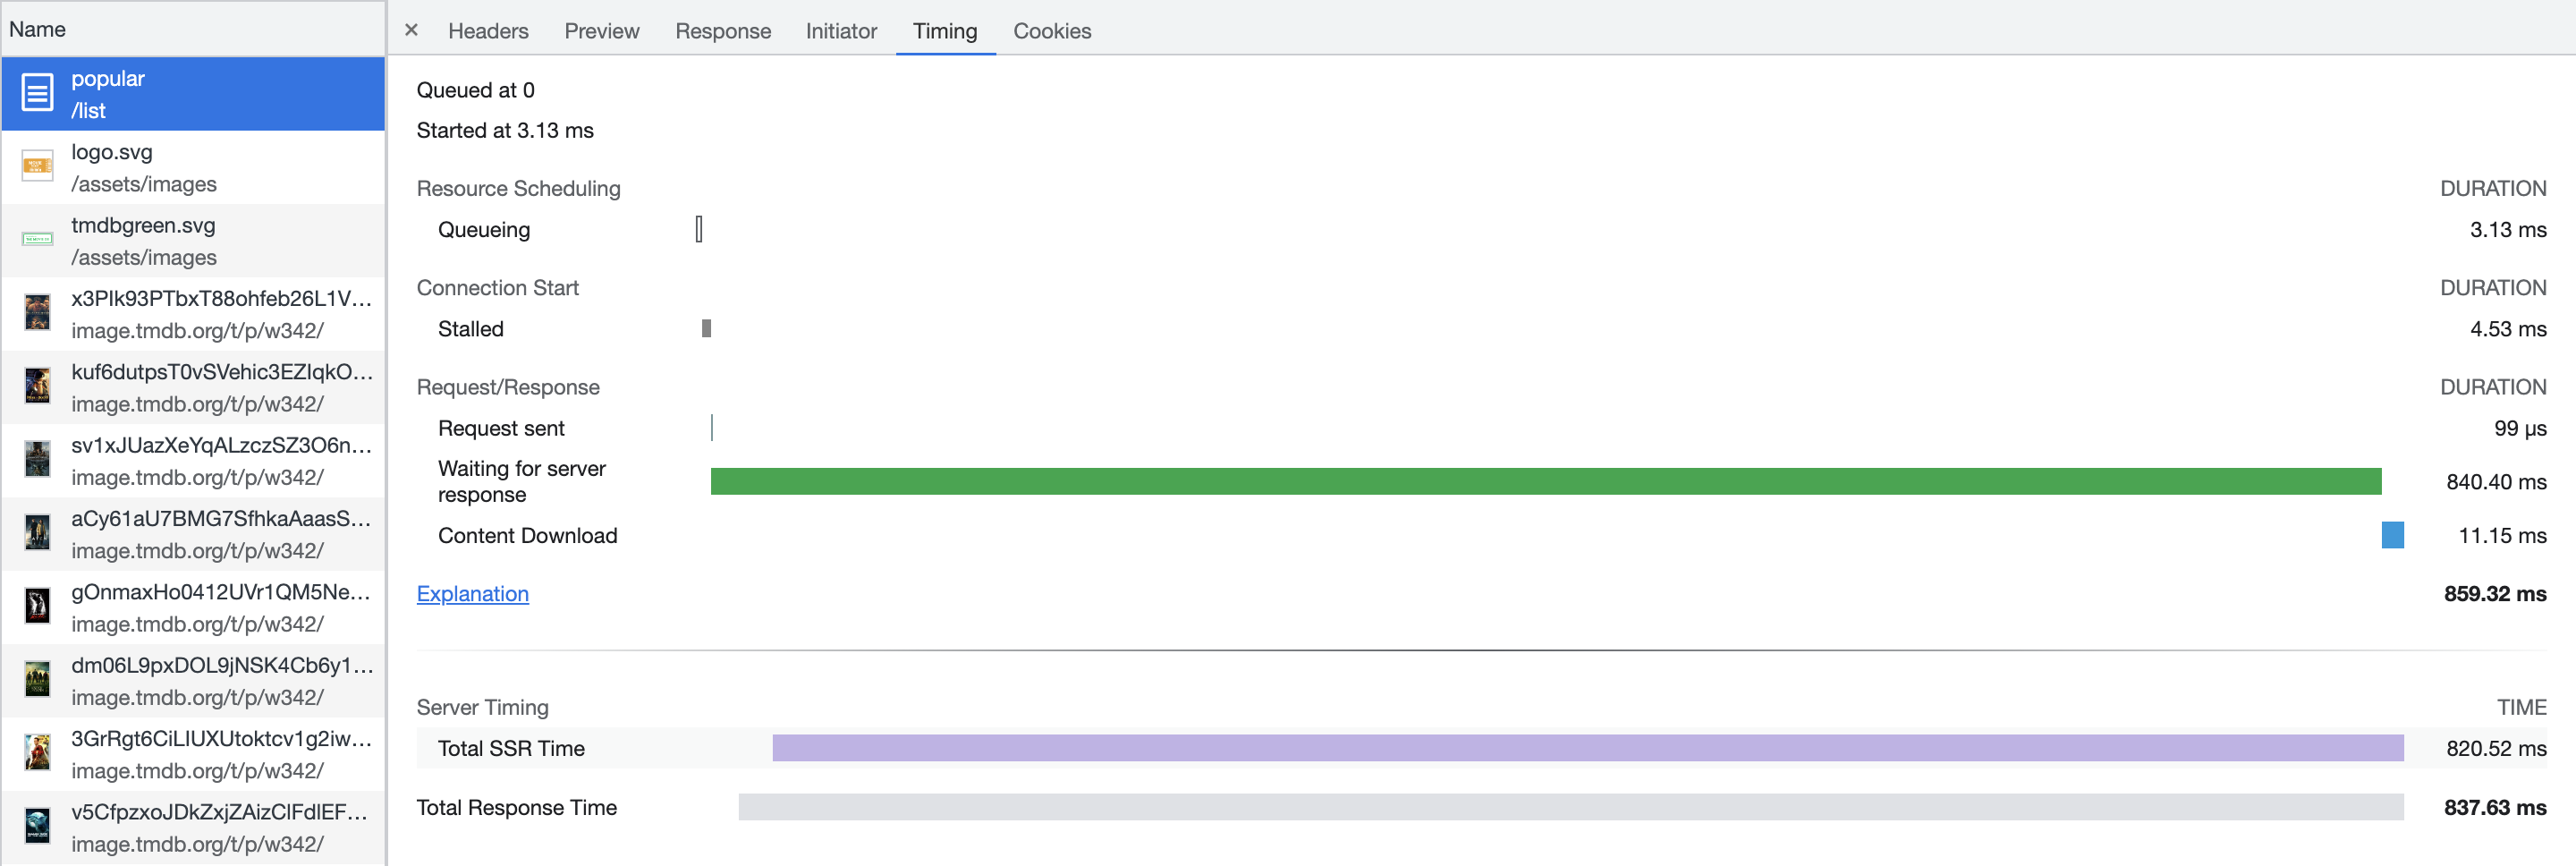 Name
popular
/list
logo.svg
/assets/images
tmdbgreen.svg
/assets/images
x3PIk93PTbxT88ohfeb26L1V...
image.tmdb.org/t/p/w342/
kuf6dutpsT0vSVehic3EZIqkO...
image.tmdb.org/t/p/w342/
sv1xJUazXeYqALzczSZ3O6n...
image.tmdb.org/t/p/w342/
aCy61aU7BMG7SfhkaAaasS...
image.tmdb.org/t/p/w342/
gOnmaxHo0412UVr1QM5Ne...
image.tmdb.org/t/p/w342/
dm06L9pxDOL9jNSK4Cb6y1...
image.tmdb.org/t/p/w342/
3GrRgt6CiLIUXUtoktcv1g2iw...
image.tmdb.org/t/p/w342/
v5CfpzxoJDkZxjZAizClFdlEF...
image.tmdb.org/t/p/w342/
Headers Preview Response Initiator Timing Cookies
Queued at 0
Started at 3.13 ms
Resource Scheduling DURATION
Queueing 3.13 ms
Connection Start DURATION
Stalled 4.53 ms
Request/Response DURATION
Request sent 99 µs
Waiting for server
response 840.40 ms
Content Download 11.15 ms
Explanation 859.32 ms
Server Timing TIME
Total SSR Time 820.52 ms
Total Response Time 837.63 ms